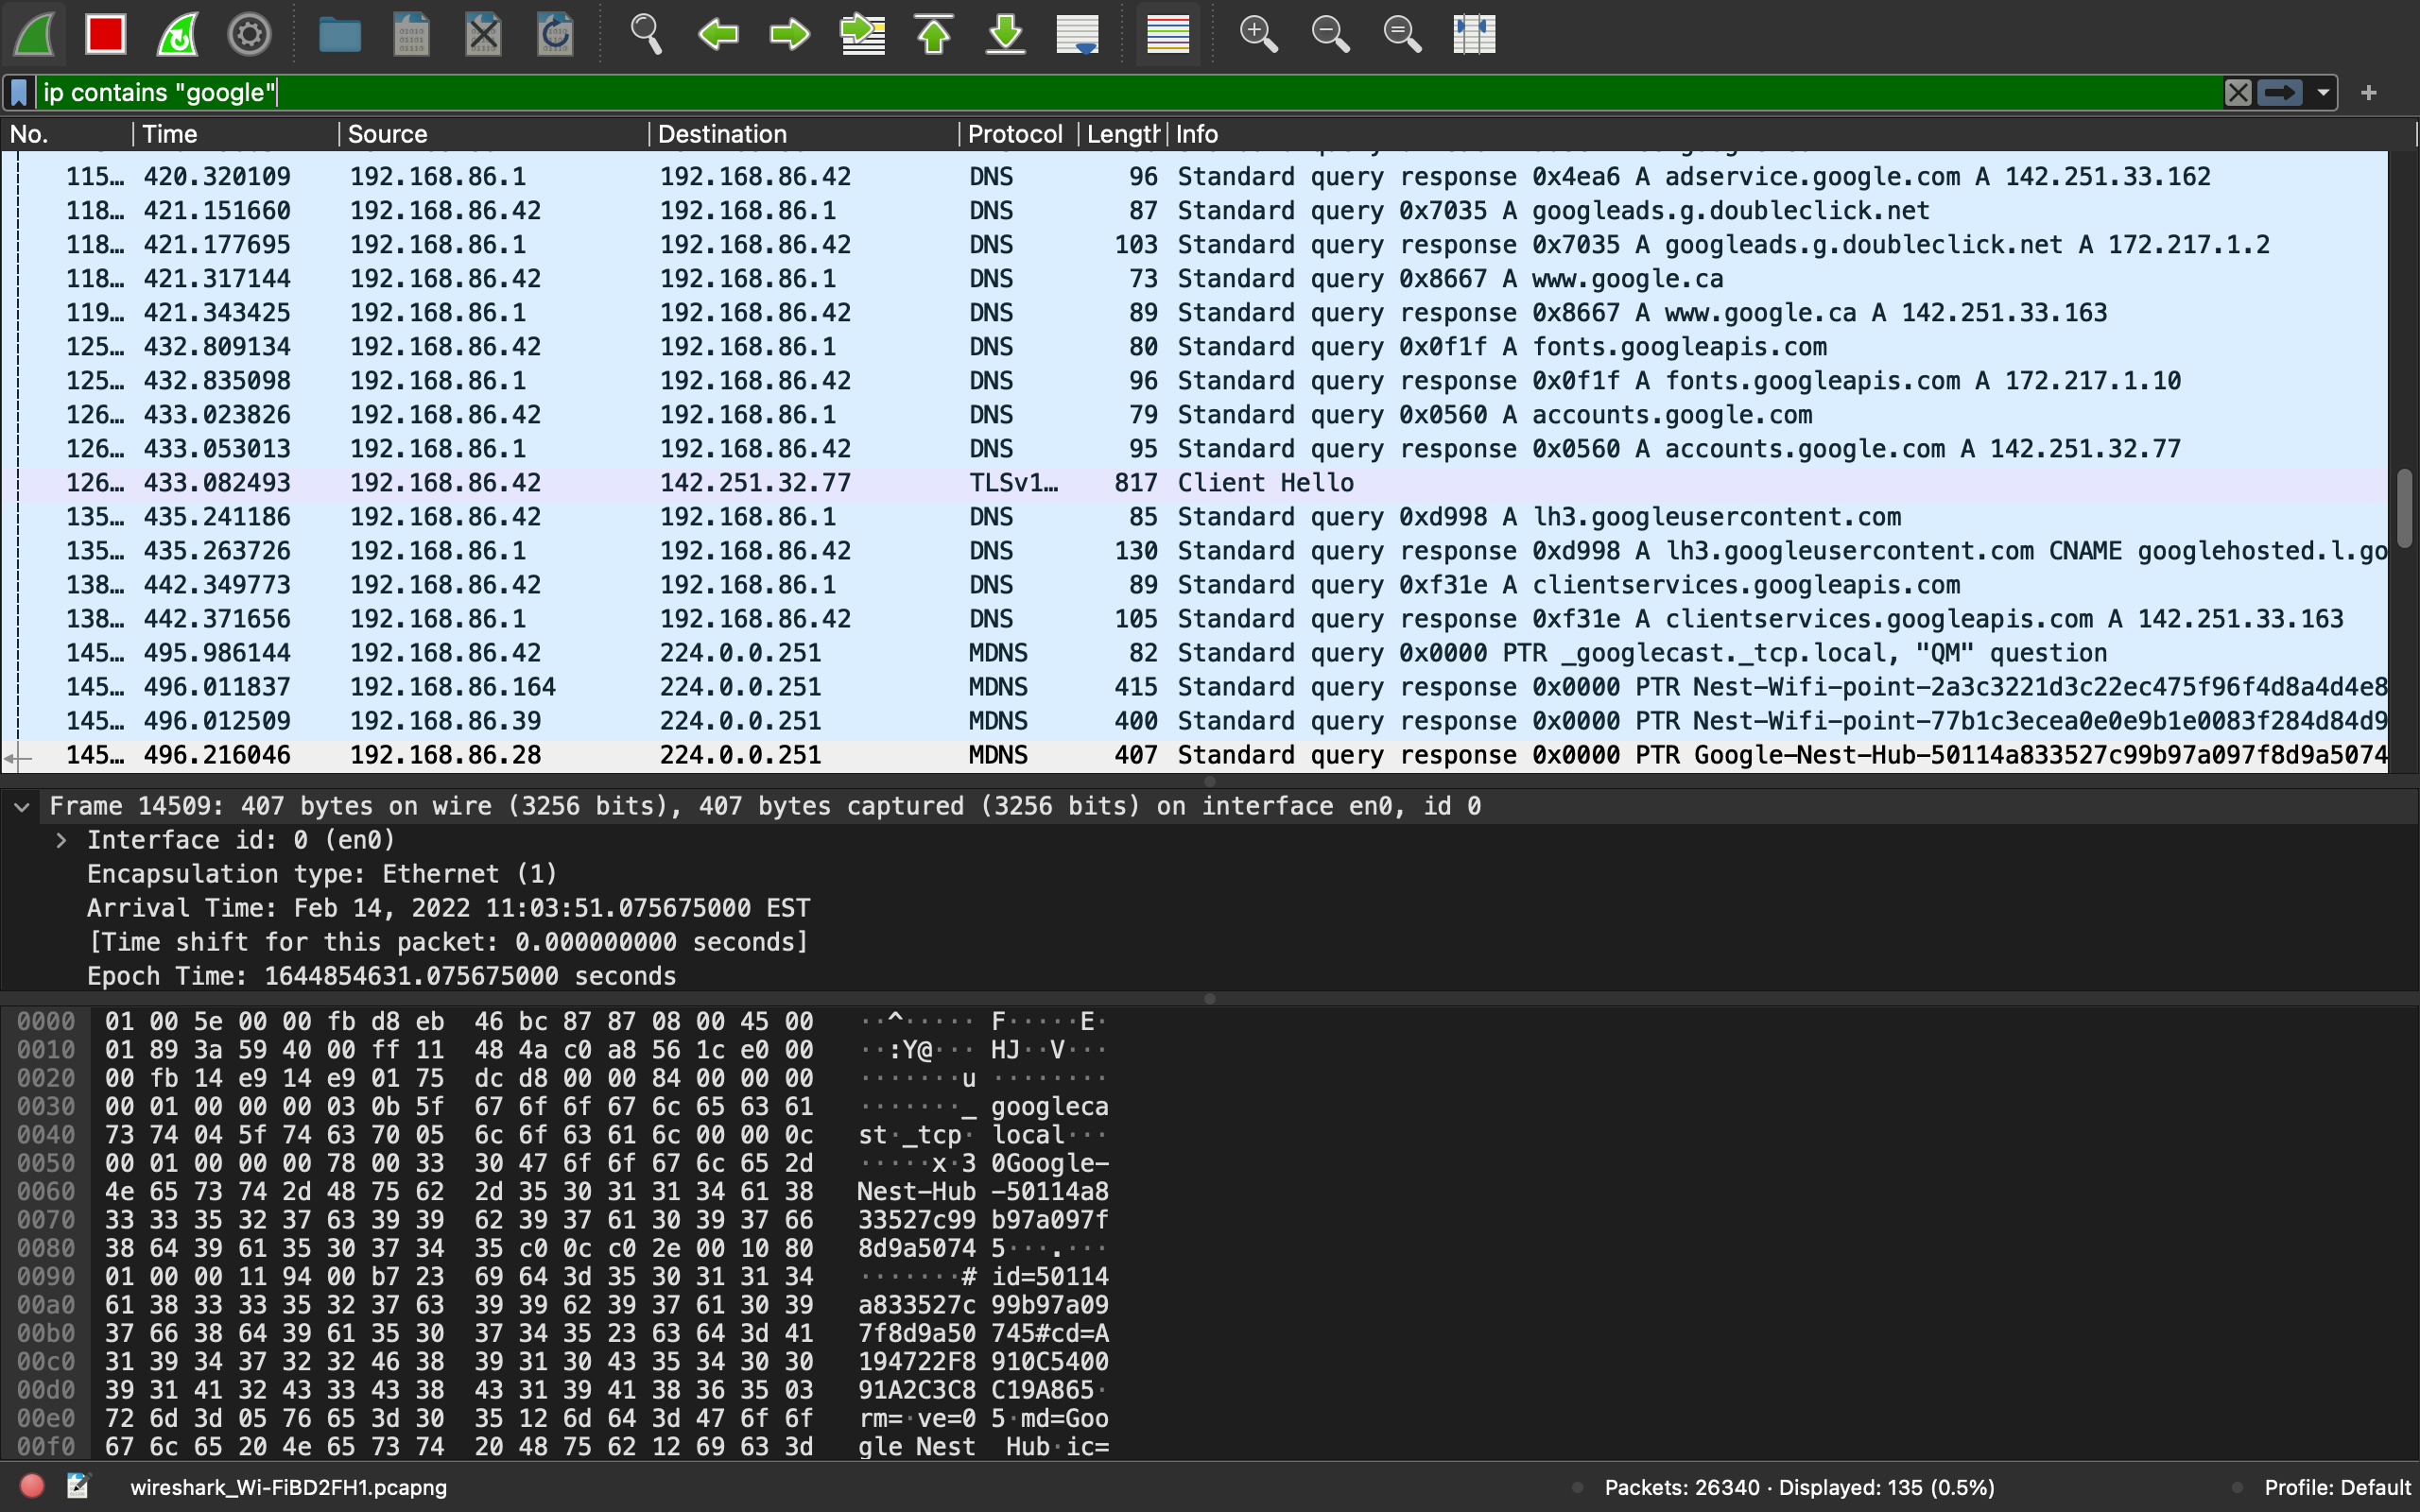 ip contains "google"
No. Time Source Destination Protocol Length Info
115… 420.320109 192.168.86.1 192.168.86.42 DNS 96 Standard query response 0x4ea6 A adservice.google.com A 142.251.33.162
118… 421.151660 192.168.86.42 192.168.86.1 DNS 87 Standard query 0x7035 A googleads.g.doubleclick.net
118… 421.177695 192.168.86.1 192.168.86.42 DNS 103 Standard query response 0x7035 A googleads.g.doubleclick.net A 172.217.1.2
118… 421.317144 192.168.86.42 192.168.86.1 DNS 73 Standard query 0x8667 A www.google.ca
119… 421.343425 192.168.86.1 192.168.86.42 DNS 89 Standard query response 0x8667 A www.google.ca A 142.251.33.163
125… 432.809134 192.168.86.42 192.168.86.1 DNS 80 Standard query 0x0f1f A fonts.googleapis.com
125… 432.835098 192.168.86.1 192.168.86.42 DNS 96 Standard query response 0x0f1f A fonts.googleapis.com A 172.217.1.10
126… 433.023826 192.168.86.42 192.168.86.1 DNS 79 Standard query 0x0560 A accounts.google.com
126… 433.053013 192.168.86.1 192.168.86.42 DNS 95 Standard query response 0x0560 A accounts.google.com A 142.251.32.77
126… 433.082493 192.168.86.42 142.251.32.77 TLSv1… 817 Client Hello
135… 435.241186 192.168.86.42 192.168.86.1 DNS 85 Standard query 0xd998 A lh3.googleusercontent.com
135… 435.263726 192.168.86.1 192.168.86.42 DNS 130 Standard query response 0xd998 A lh3.googleusercontent.com CNAME googlehosted.l.go
138… 442.349773 192.168.86.42 192.168.86.1 DNS 89 Standard query 0xf31e A clientservices.googleapis.com
138… 442.371656 192.168.86.1 192.168.86.42 DNS 105 Standard query response 0xf31e A clientservices.googleapis.com A 142.251.33.163
145… 495.986144 192.168.86.42 224.0.0.251 MDNS 82 Standard query 0x0000 PTR _googlecast._tcp.local, "QM" question
145… 496.011837 192.168.86.164 224.0.0.251 MDNS 415 Standard query response 0x0000 PTR Nest-Wifi-point-2a3c3221d3c22ec475f96f4d8a4d4e8
145… 496.012509 192.168.86.39 224.0.0.251 MDNS 400 Standard query response 0x0000 PTR Nest-Wifi-point-77b1c3ecea0e0e9b1e0083f284d84d9
145… 496.216046 192.168.86.28 224.0.0.251 MDNS 407 Standard query response 0x0000 PTR Google-Nest-Hub-50114a833527c99b97a097f8d9a5074
Frame 14509: 407 bytes on wire (3256 bits), 407 bytes captured (3256 bits) on interface en0, id 0
Interface id: 0 (en0)
Encapsulation type: Ethernet (1)
Arrival Time: Feb 14, 2022 11:03:51.075675000 EST
[Time shift for this packet: 0.000000000 seconds]
Epoch Time: 1644854631.075675000 seconds
0000 01 00 5e 00 00 fb d8 eb 46 bc 87 87 08 00 45 00 ··^····· F·····E·
0010 01 89 3a 59 40 00 ff 11 48 4a c0 a8 56 1c e0 00 ··:Y@··· HJ··V···
0020 00 fb 14 e9 14 e9 01 75 dc d8 00 00 84 00 00 00 ·······u ········
0030 00 01 00 00 00 03 0b 5f 67 6f 6f 67 6c 65 63 61 ·······_ googleca
0040 73 74 04 5f 74 63 70 05 6c 6f 63 61 6c 00 00 0c st·_tcp· local···
0050 00 01 00 00 00 78 00 33 30 47 6f 6f 67 6c 65 2d ·····x·3 0Google-
0060 4e 65 73 74 2d 48 75 62 2d 35 30 31 31 34 61 38 Nest-Hub -50114a8
0070 33 33 35 32 37 63 39 39 62 39 37 61 30 39 37 66 33527c99 b97a097f
0080 38 64 39 61 35 30 37 34 35 c0 0c c0 2e 00 10 80 8d9a5074 5···.···
0090 01 00 00 11 94 00 b7 23 69 64 3d 35 30 31 31 34 ·······# id=50114
00a0 61 38 33 33 35 32 37 63 39 39 62 39 37 61 30 39 a833527c 99b97a09
00b0 37 66 38 64 39 61 35 30 37 34 35 23 63 64 3d 41 7f8d9a50 745#cd=A
00c0 31 39 34 37 32 32 46 38 39 31 30 43 35 34 30 30 194722F8 910C5400
00d0 39 31 41 32 43 33 43 38 43 31 39 41 38 36 35 03 91A2C3C8 C19A865·
00e0 72 6d 3d 05 76 65 3d 30 35 12 6d 64 3d 47 6f 6f rm=·ve=0 5·md=Goo
00f0 67 6c 65 20 4e 65 73 74 20 48 75 62 12 69 63 3d gle Nest Hub·ic=
wireshark_Wi-FiBD2FH1.pcapng Packets: 26340 · Displayed: 135 (0.5%) Profile: Default